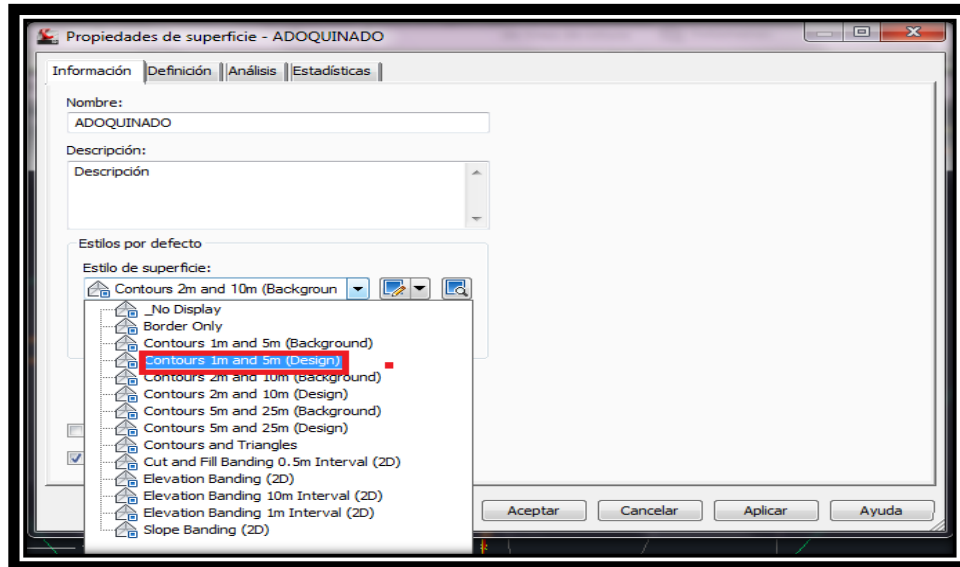 Propiedades de superficie - ADOQUINADO
Información Definición Análisis Estadísticas
Nombre:
ADOQUINADO
Descripción:
Descripción
Estilos por defecto
Estilo de superficie:
Contours 2m and 10m (Backgroun
_No Display
Border Only
Contours 1m and 5m (Background)
Contours 1m and 5m (Design)
Contours 2m and 10m (Background)
Contours 2m and 10m (Design)
Contours 5m and 25m (Background)
Contours 5m and 25m (Design)
Contours and Triangles
Cut and Fill Banding 0.5m Interval (2D)
Elevation Banding (2D)
Elevation Banding 10m Interval (2D)
Elevation Banding 1m Interval (2D)
Slope Banding (2D)
Aceptar Cancelar Aplicar Ayuda